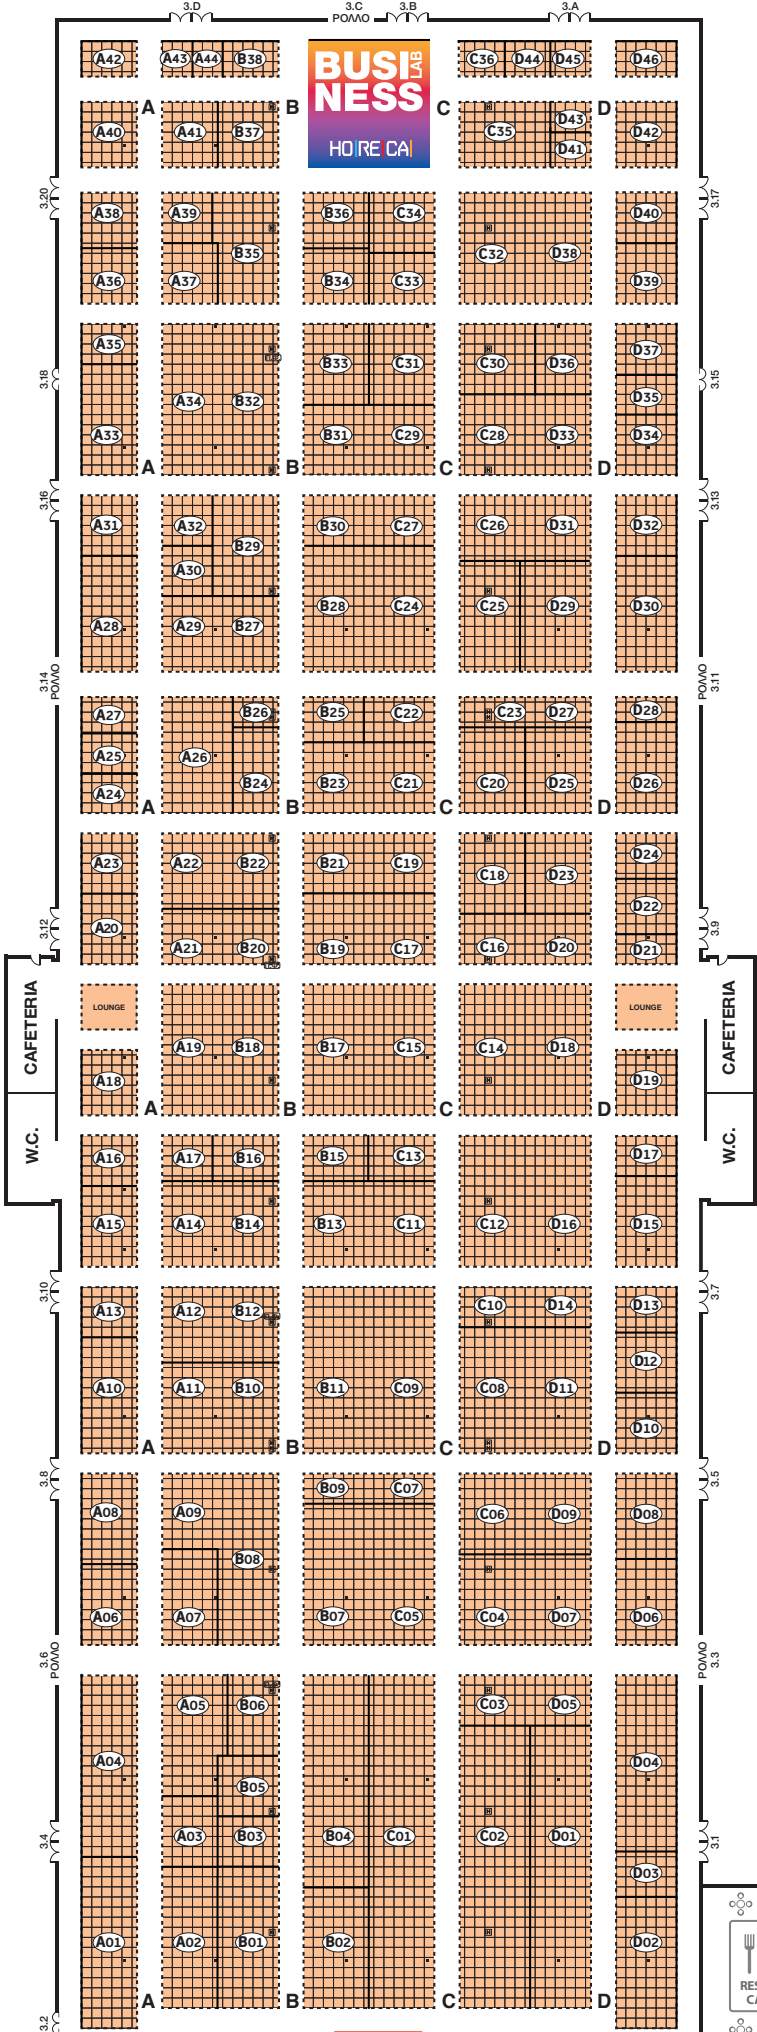 3.D 3.C 3.B 3.A
ΡΟΛΛΟ
A42 A43 A44 B38 C36 D44 D45 D46
BUSI LAB
NESS
HO|RE|CA|
A B C D
A40 A41 B37 C35 D43 D42
D41
3.20 3.17
A38 A39 B36 C34 D40
A36 A37 B35 B34 C33 C32 D38 D39
3.18 3.15
A35 D37
B33 C31 C30 D36
A34 B32 D35
A33 B31 C29 C28 D33 D34
A B C D
3.16 3.13
A31 A32 B30 C27 C26 D31 D32
B29
A30
B28 C24 C25 D29 D30
A28 A29 B27
3.14 ΡΟΛΛΟ 3.11 ΡΟΛΛΟ
A27 B26 B25 C22 C23 D27 D28
A25 A26
A24 B24 B23 C21 C20 D25 D26
A B C D
A23 A22 B22 B21 C19 C18 D23 D24
D22
A20 A21 B20 B19 C17 C16 D20 D21
3.12 3.9
CAFETERIA LOUNGE LOUNGE CAFETERIA
A19 B18 B17 C15 C14 D18
A18 D19
A B C D
W.C. W.C.
A16 A17 B16 B15 C13 D17
A15 A14 B14 B13 C11 C12 D16 D15
3.10 3.7
A13 A12 B12 C10 D14 D13
D12
A10 A11 B10 B11 C09 C08 D11
D10
A B C D
3.8 3.5
B09 C07
A08 A09 C06 D09 D08
B08
A06 A07 B07 C05 C04 D07 D06
3.6 ΡΟΛΛΟ 3.3 ΡΟΛΛΟ
A05 B06 C03 D05
A04 D04
B05
3.4 3.1
A03 B03 B04 C01 C02 D01
D03
A01 A02 B01 B02 D02
RES
CA
A B C D
3.2